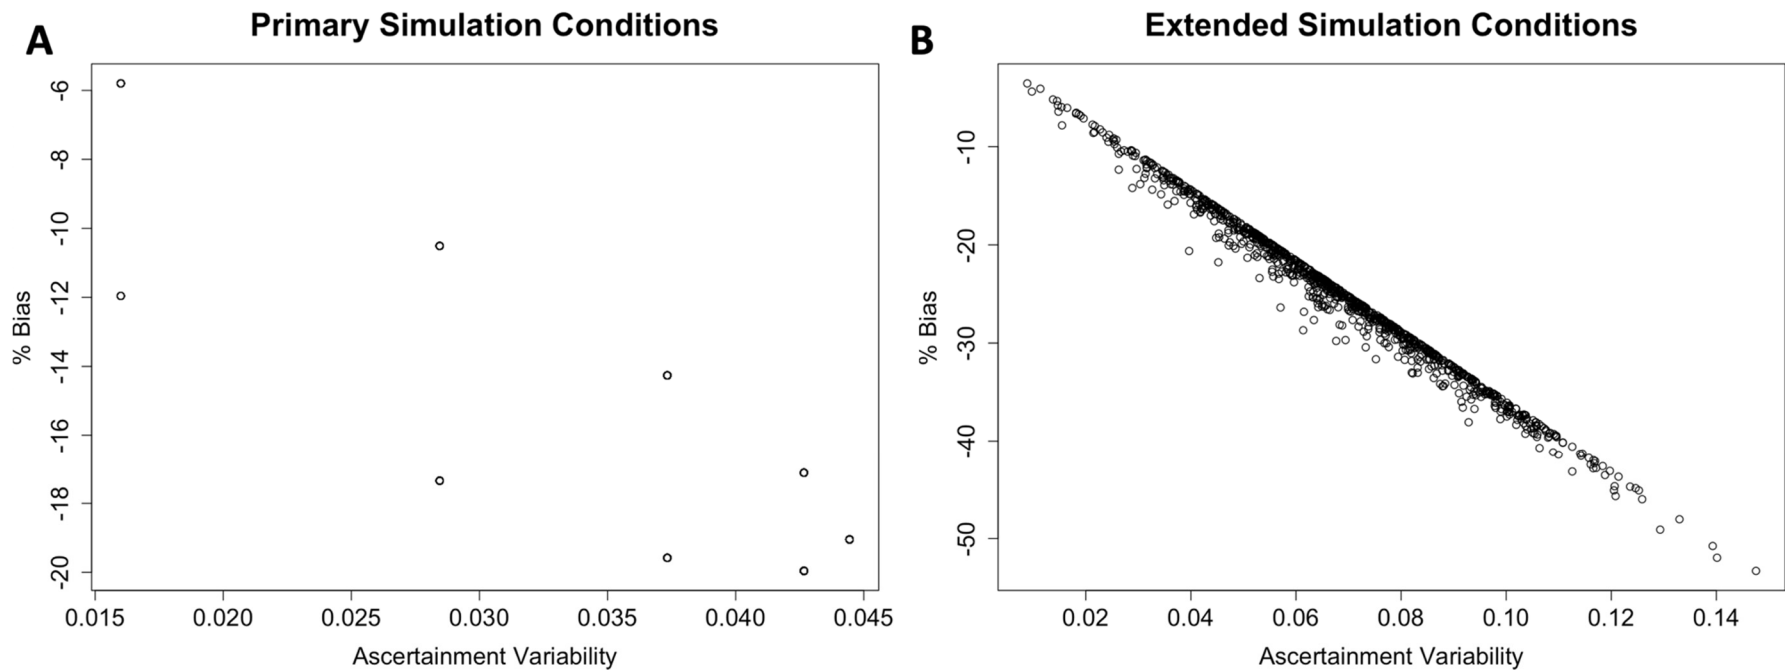 A
Primary Simulation Conditions
-6
-8
-10
-12
-14
-16
-18
-20
% Bias
0.015 0.020 0.025 0.030 0.035 0.040 0.045
Ascertainment Variability
B
Extended Simulation Conditions
-10
-20
-30
-40
-50
% Bias
0.02 0.04 0.06 0.08 0.10 0.12 0.14
Ascertainment Variability